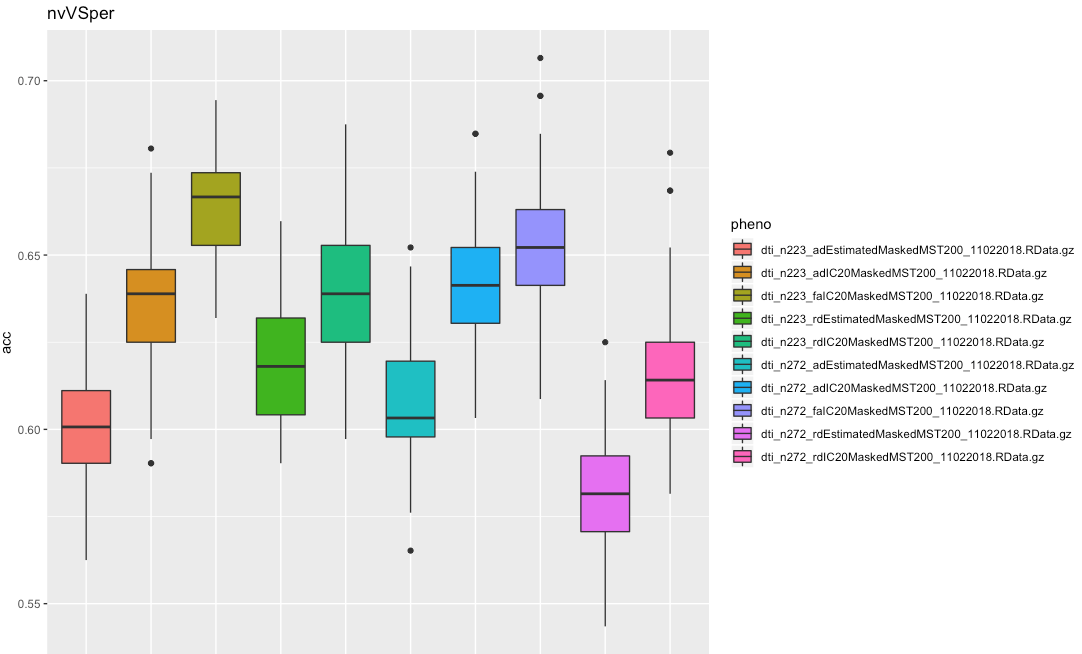 nvVSper
0.70
0.65
0.60
0.55
acc
pheno
dti_n223_adEstimatedMaskedMST200_11022018.RData.gz
dti_n223_adIC20MaskedMST200_11022018.RData.gz
dti_n223_faIC20MaskedMST200_11022018.RData.gz
dti_n223_rdEstimatedMaskedMST200_11022018.RData.gz
dti_n223_rdIC20MaskedMST200_11022018.RData.gz
dti_n272_adEstimatedMaskedMST200_11022018.RData.gz
dti_n272_adIC20MaskedMST200_11022018.RData.gz
dti_n272_faIC20MaskedMST200_11022018.RData.gz
dti_n272_rdEstimatedMaskedMST200_11022018.RData.gz
dti_n272_rdIC20MaskedMST200_11022018.RData.gz